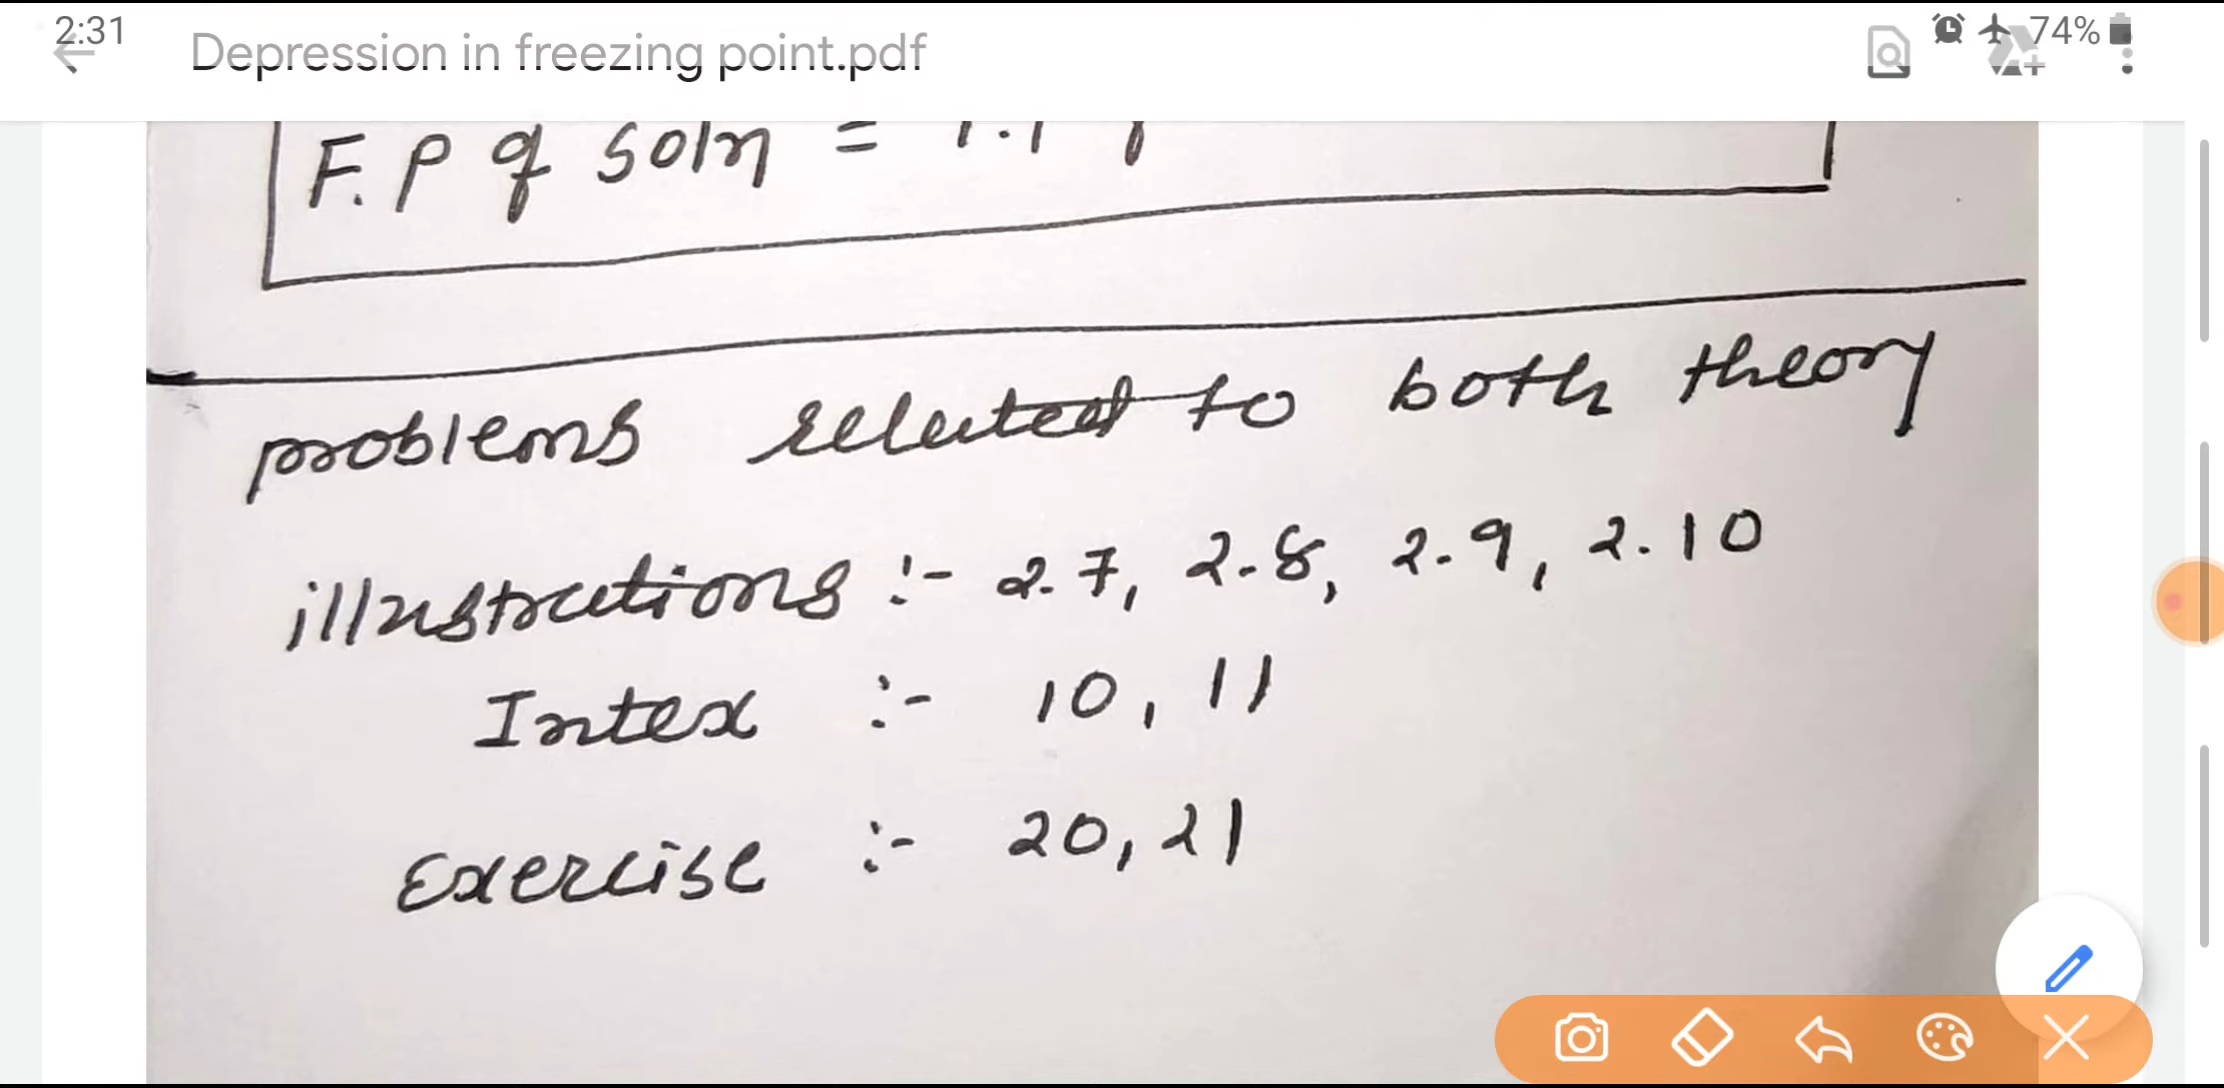 2:31
74%
Depression in freezing point.pdf
F.P of soln =
problems related to both theory
illustrations :- 2.7, 2.8, 2.9, 2.10
Intex :- 10, 11
Exercise :- 20, 21